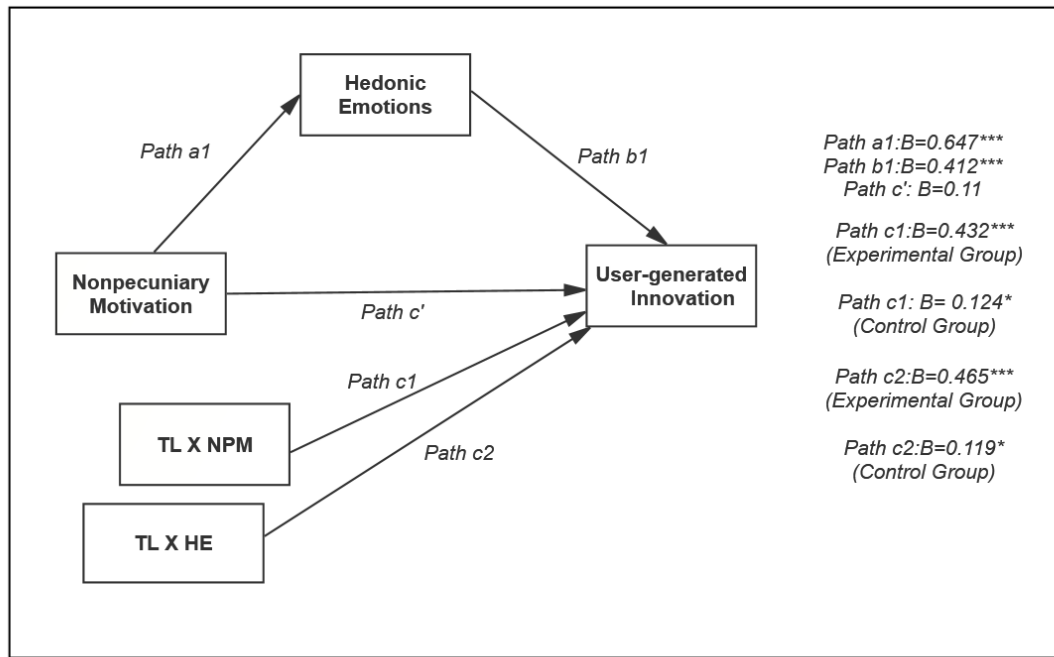 Hedonic
Emotions
Path a1
Path b1
Nonpecuniary
Motivation
User-generated
Innovation
Path c'
Path c1
Path c2
TL X NPM
TL X HE
Path a1:B=0.647***
Path b1:B=0.412***
Path c': B=0.11
Path c1:B=0.432***
(Experimental Group)
Path c1: B= 0.124*
(Control Group)
Path c2:B=0.465***
(Experimental Group)
Path c2:B=0.119*
(Control Group)